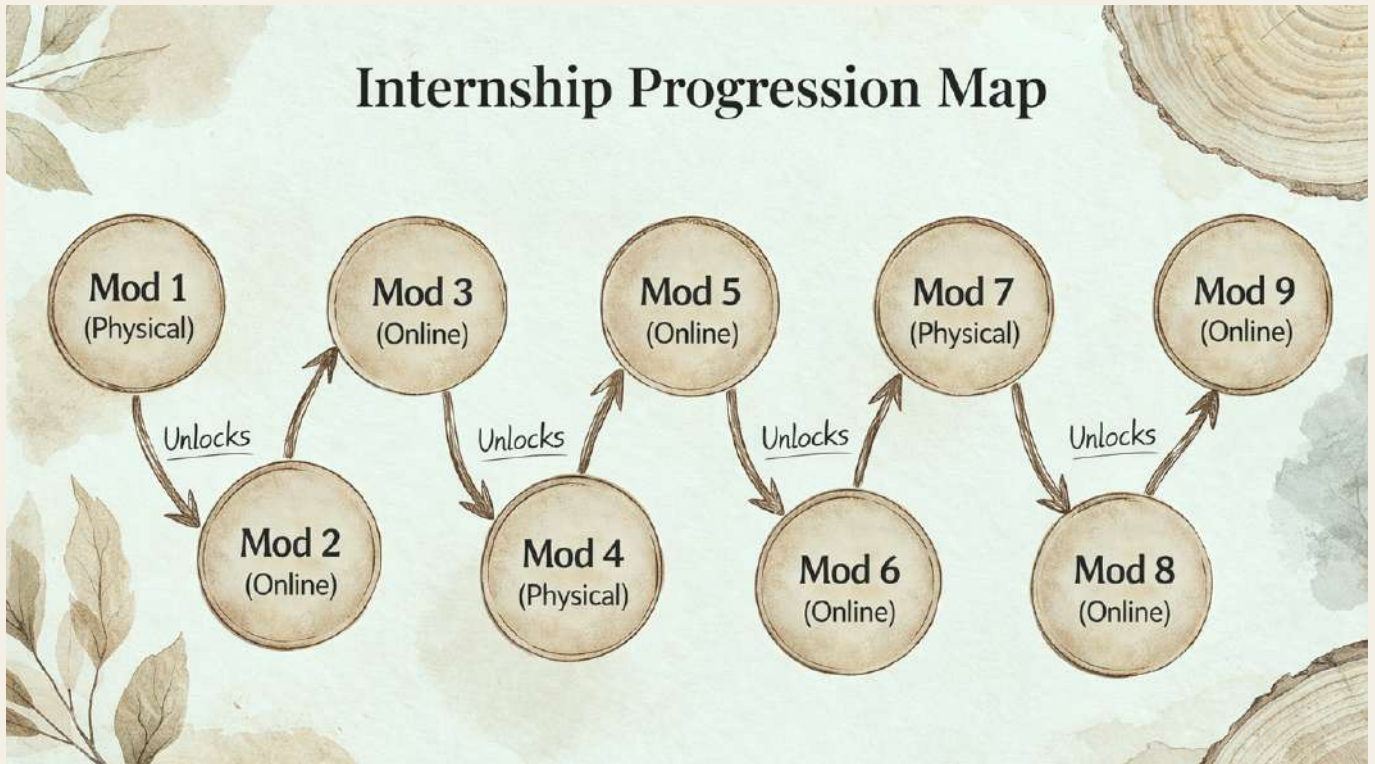 Internship Progression Map
Mod 1
(Physical)
Unlocks
Mod 2
(Online)
Mod 3
(Online)
Unlocks
Mod 4
(Physical)
Mod 5
(Online)
Unlocks
Mod 6
(Online)
Mod 7
(Physical)
Unlocks
Mod 8
(Online)
Mod 9
(Online)